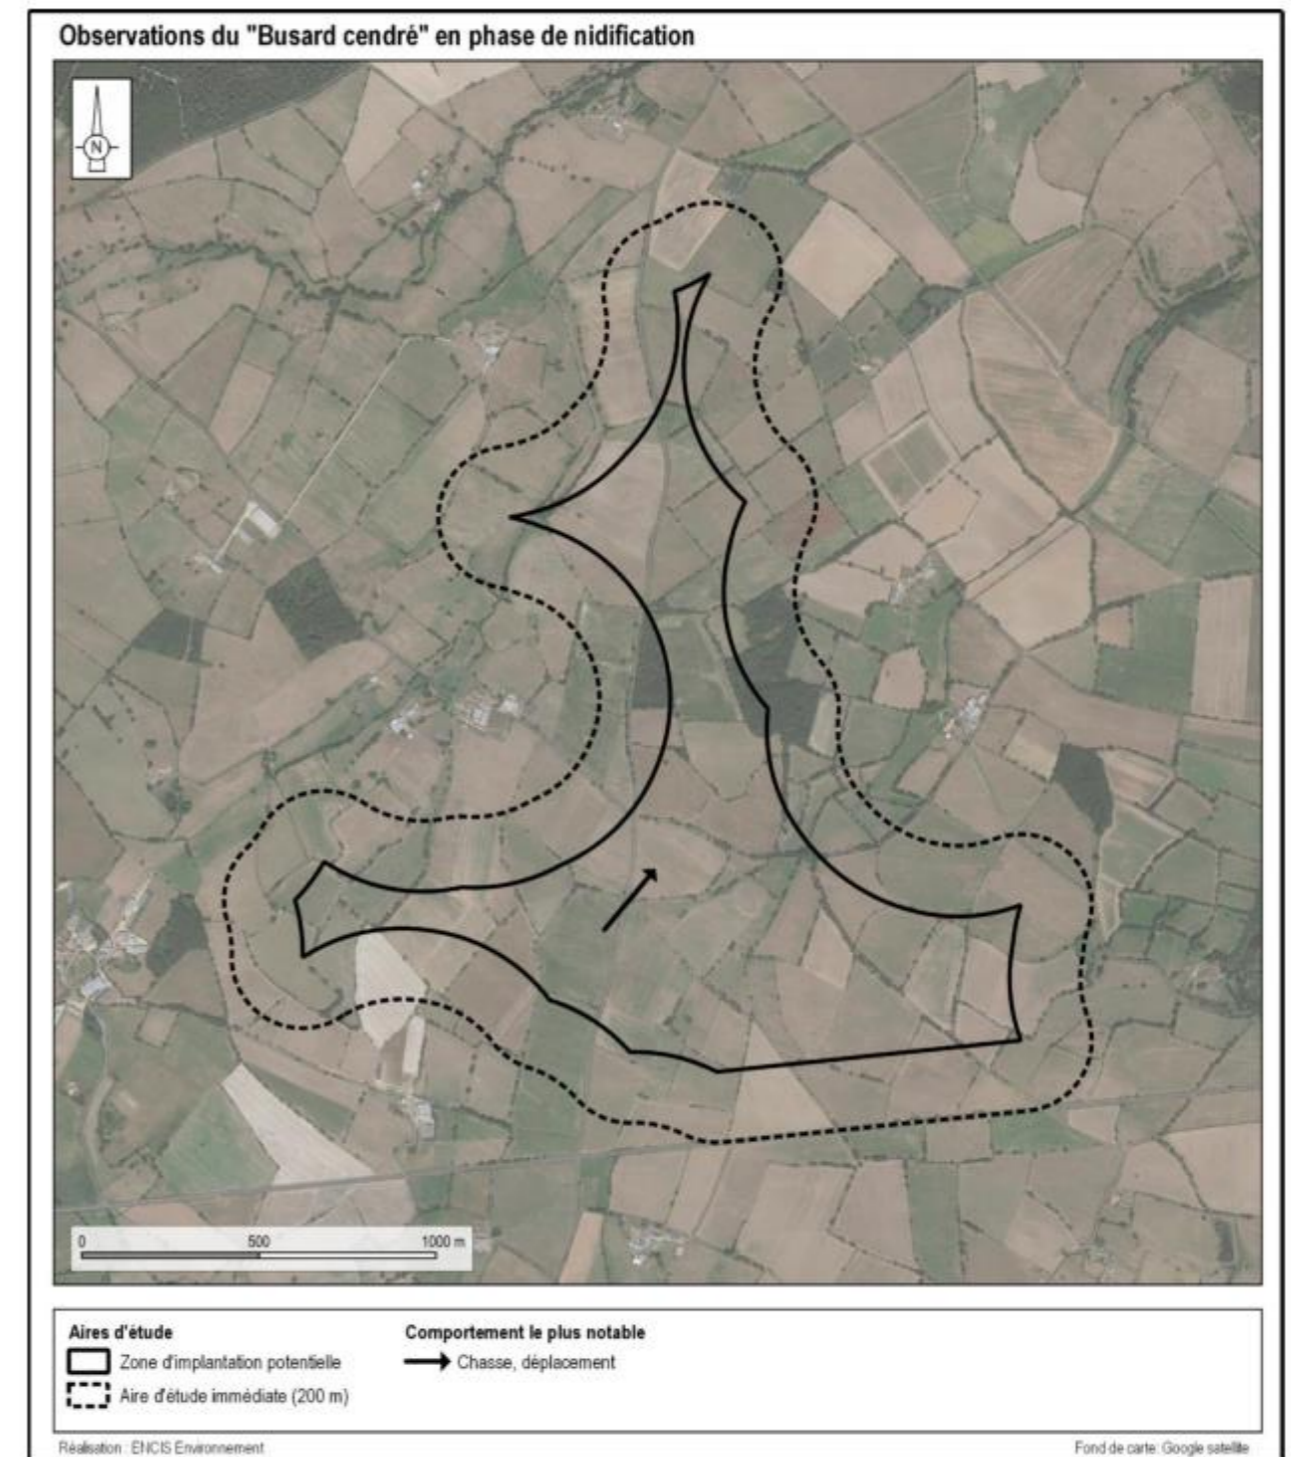 Observations du "Busard cendré" en phase de nidification
N
0 500 1000 m
Aires d'étude
Zone d'implantation potentielle
Aire d'étude immédiate (200 m)
Comportement le plus notable
Chasse, déplacement
Réalisation : ENCIS Environnement
Fond de carte: Google satellite